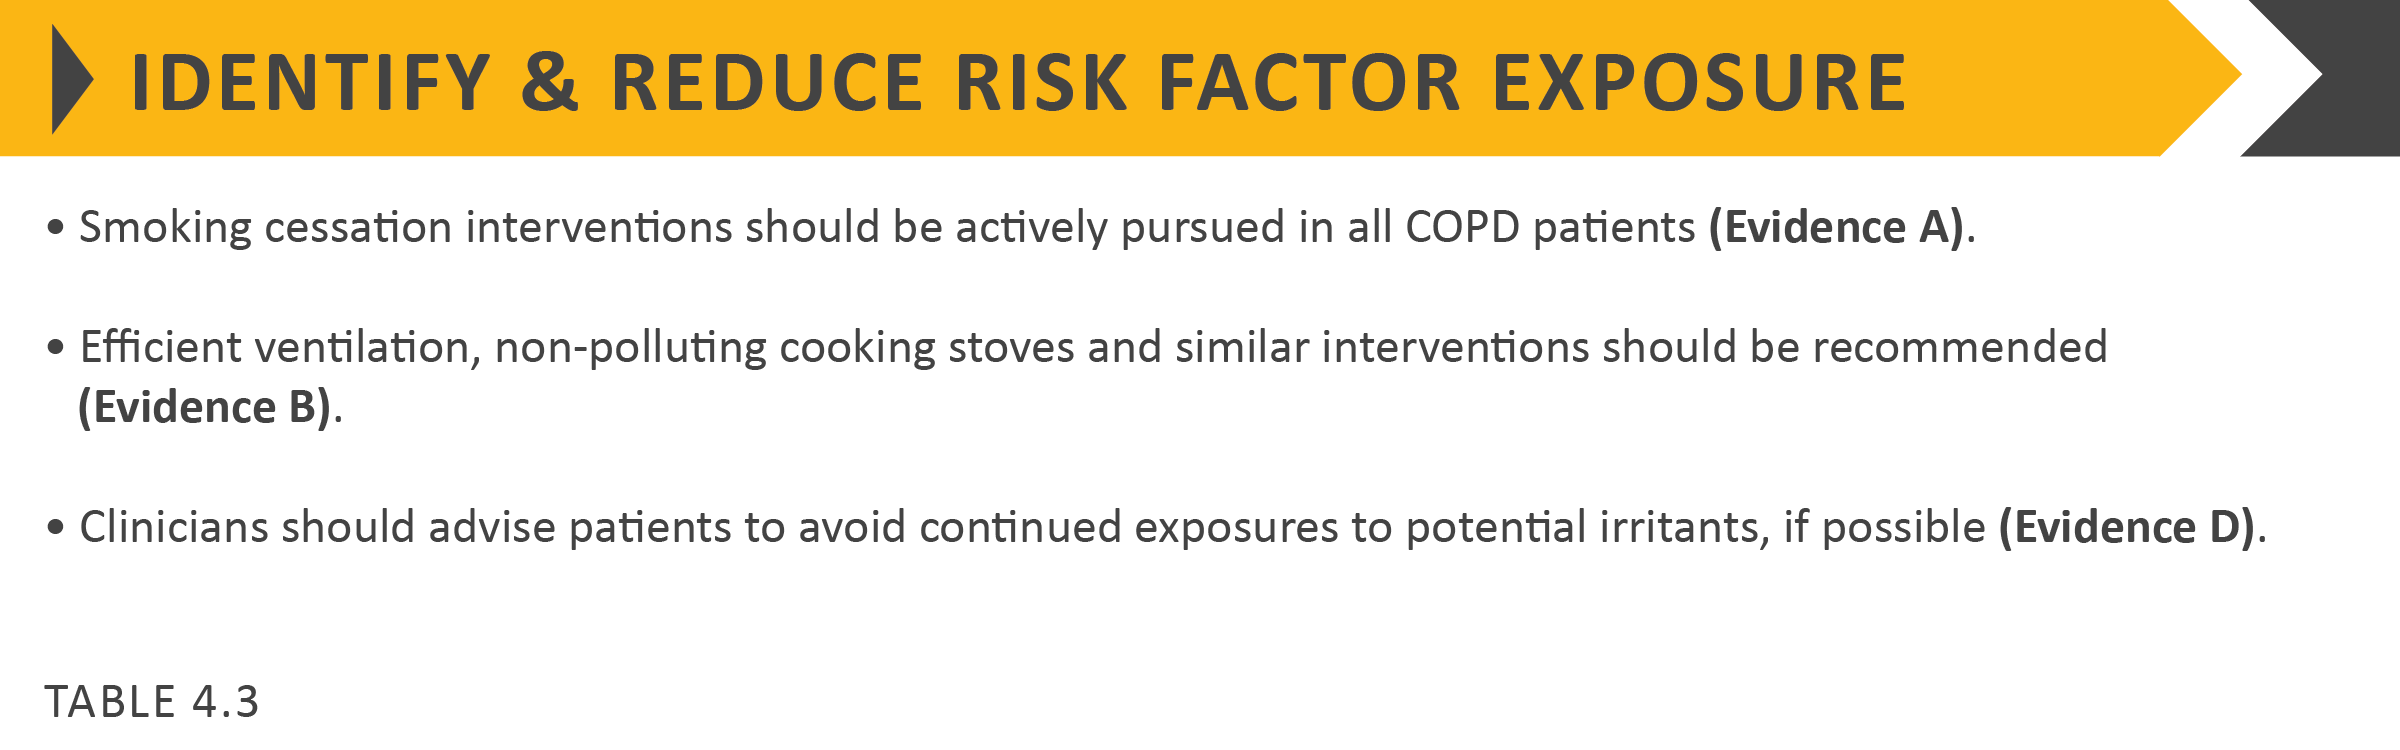 IDENTIFY & REDUCE RISK FACTOR EXPOSURE
• Smoking cessation interventions should be actively pursued in all COPD patients (Evidence A).
• Efficient ventilation, non-polluting cooking stoves and similar interventions should be recommended
(Evidence B).
• Clinicians should advise patients to avoid continued exposures to potential irritants, if possible (Evidence D).
TABLE 4.3